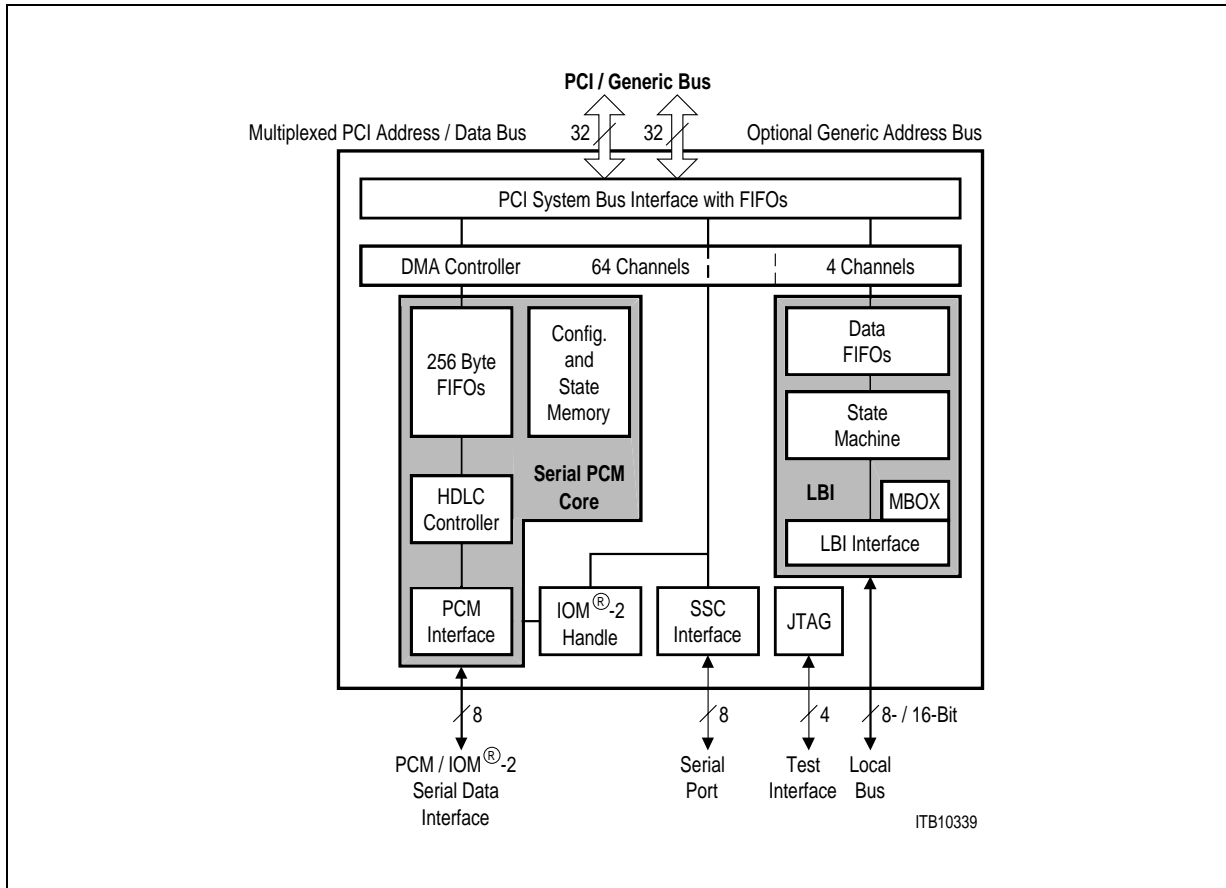 PCI / Generic Bus
Multiplexed PCI Address / Data Bus
32
32
Optional Generic Address Bus
PCI System Bus Interface with FIFOs
DMA Controller
64 Channels
4 Channels
256 Byte
FIFOs
Config.
and
State
Memory
Data
FIFOs
State
Machine
Serial PCM
Core
HDLC
Controller
LBI
MBOX
LBI Interface
PCM
Interface
IOM®-2
Handle
SSC
Interface
JTAG
8
8
4
8- / 16-Bit
PCM / IOM®-2
Serial Data
Interface
Serial
Port
Test
Interface
Local
Bus
ITB10339